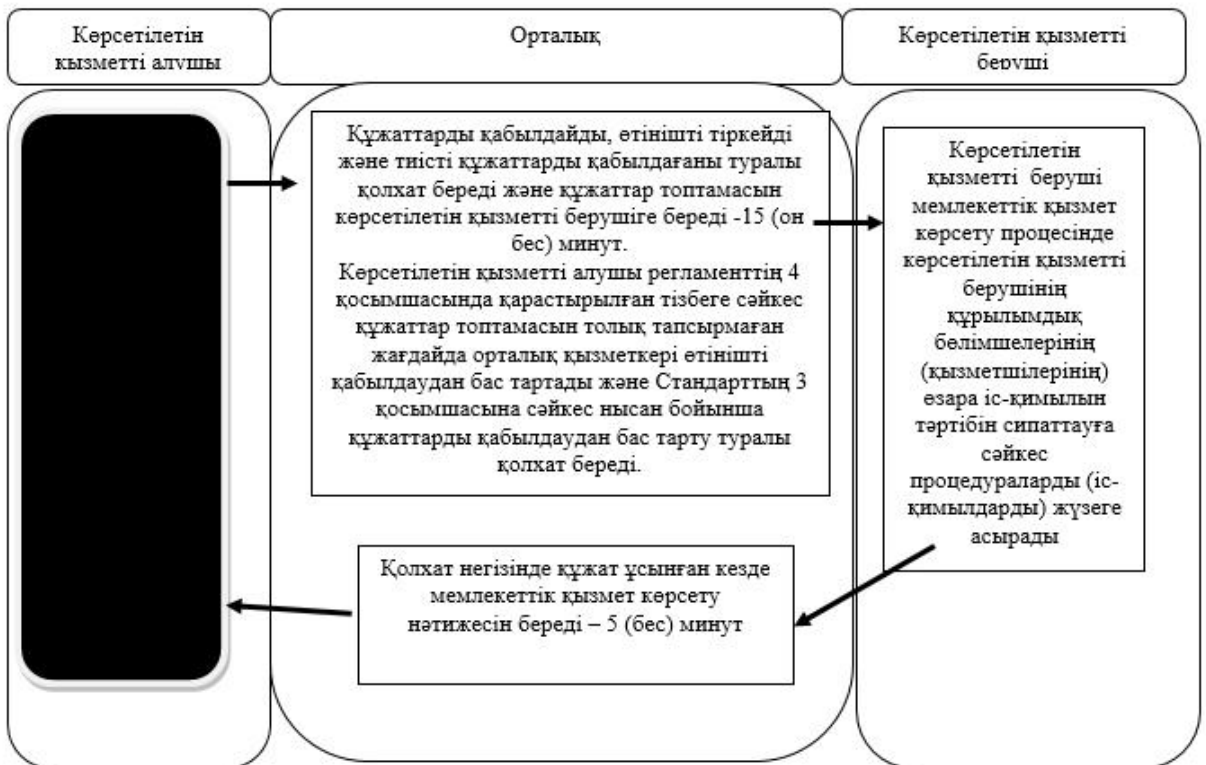 Көрсетілетін
қызметті алушы
Орталық
Көрсетілетін қызметті
беруші
Құжаттарды қабылдайды, өтінішті тіркейді
және тиісті құжаттарды қабылдағаны туралы
қолхат береді және құжаттар топтамасын
көрсетілетін қызметті берушіге береді -15 (он
бес) минут.
Көрсетілетін қызметті алушы регламенттің 4
қосымшасында қарастырылған тізбеге сәйкес
құжаттар топтамасын толық тапсырмаған
жағдайда орталық қызметкері өтінішті
қабылдаудан бас тартады және Стандарттың 3
қосымшасына сәйкес нысан бойынша
құжаттарды қабылдаудан бас тарту туралы
қолхат береді.
Көрсетілетін
қызметті беруші
мемлекеттік қызмет
көрсету процесінде
көрсетілетін қызметті
берушінің
құрылымдық
бөлімшелерінің
(қызметшілерінің)
өзара іс-қимылын
тәртібін сипаттауға
сәйкес
процедураларды (іс-
қимылдарды) жүзеге
асырады
Қолхат негізінде құжат ұсынған кезде
мемлекеттік қызмет көрсету
нәтижесін береді – 5 (бес) минут